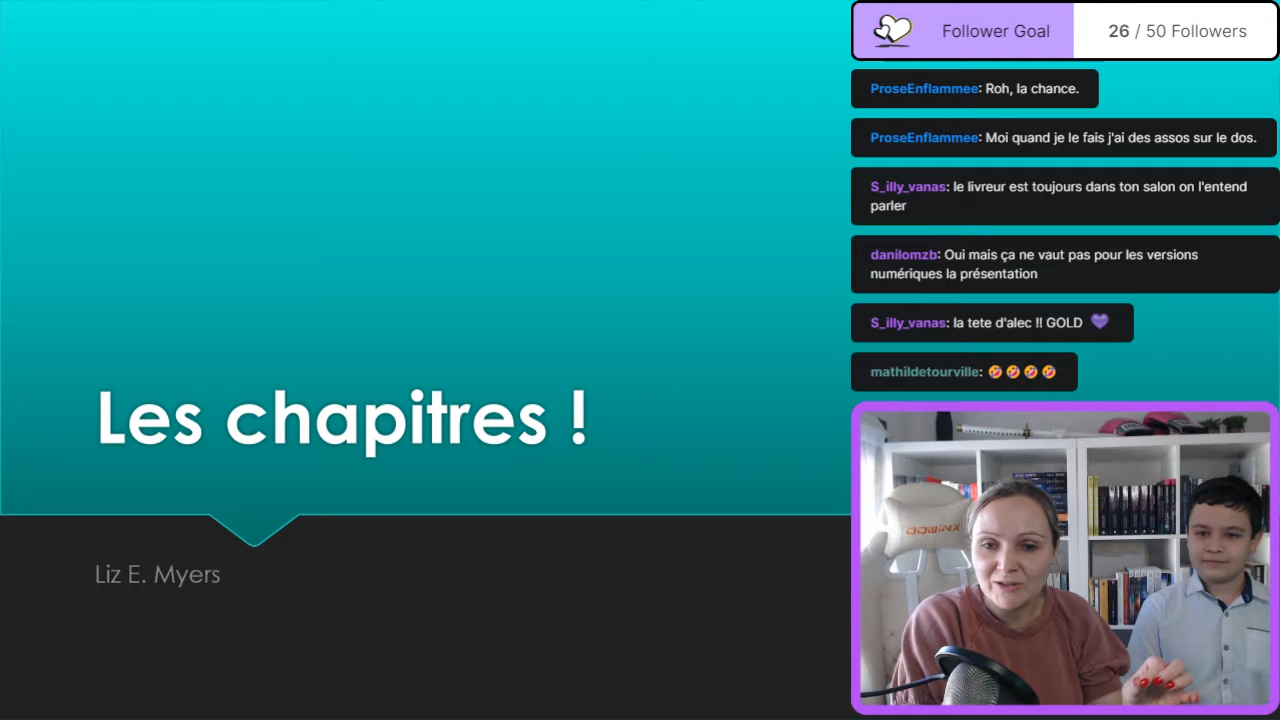 Follower Goal
26 / 50 Followers
ProseEnflammee: Roh, la chance.
ProseEnflammee: Moi quand je le fais j'ai des assos sur le dos.
S_illy_vanas: le livreur est toujours dans ton salon on l'entend
parler
danilomzb: Oui mais ça ne vaut pas pour les versions
numériques la présentation
S_illy_vanas: la tete d'alec !! GOLD 💜
mathildetourville: 🤣🤣🤣🤣
Les chapitres !
Liz E. Myers
OOWINX